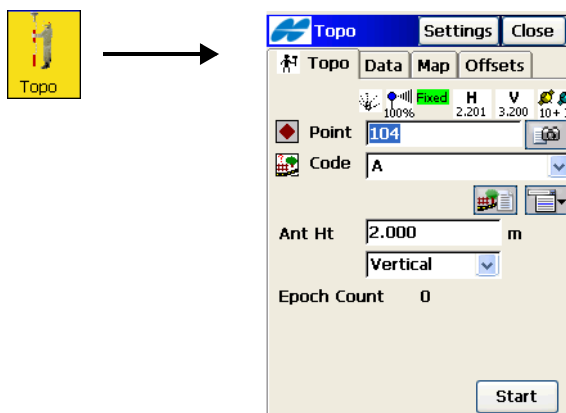 Topo
Topo Settings Close
Topo Data Map Offsets
Fixed H V
100% 2.201 3.200 10+
Point 104
Code A
Ant Ht 2.000 m
Vertical
Epoch Count 0
Start